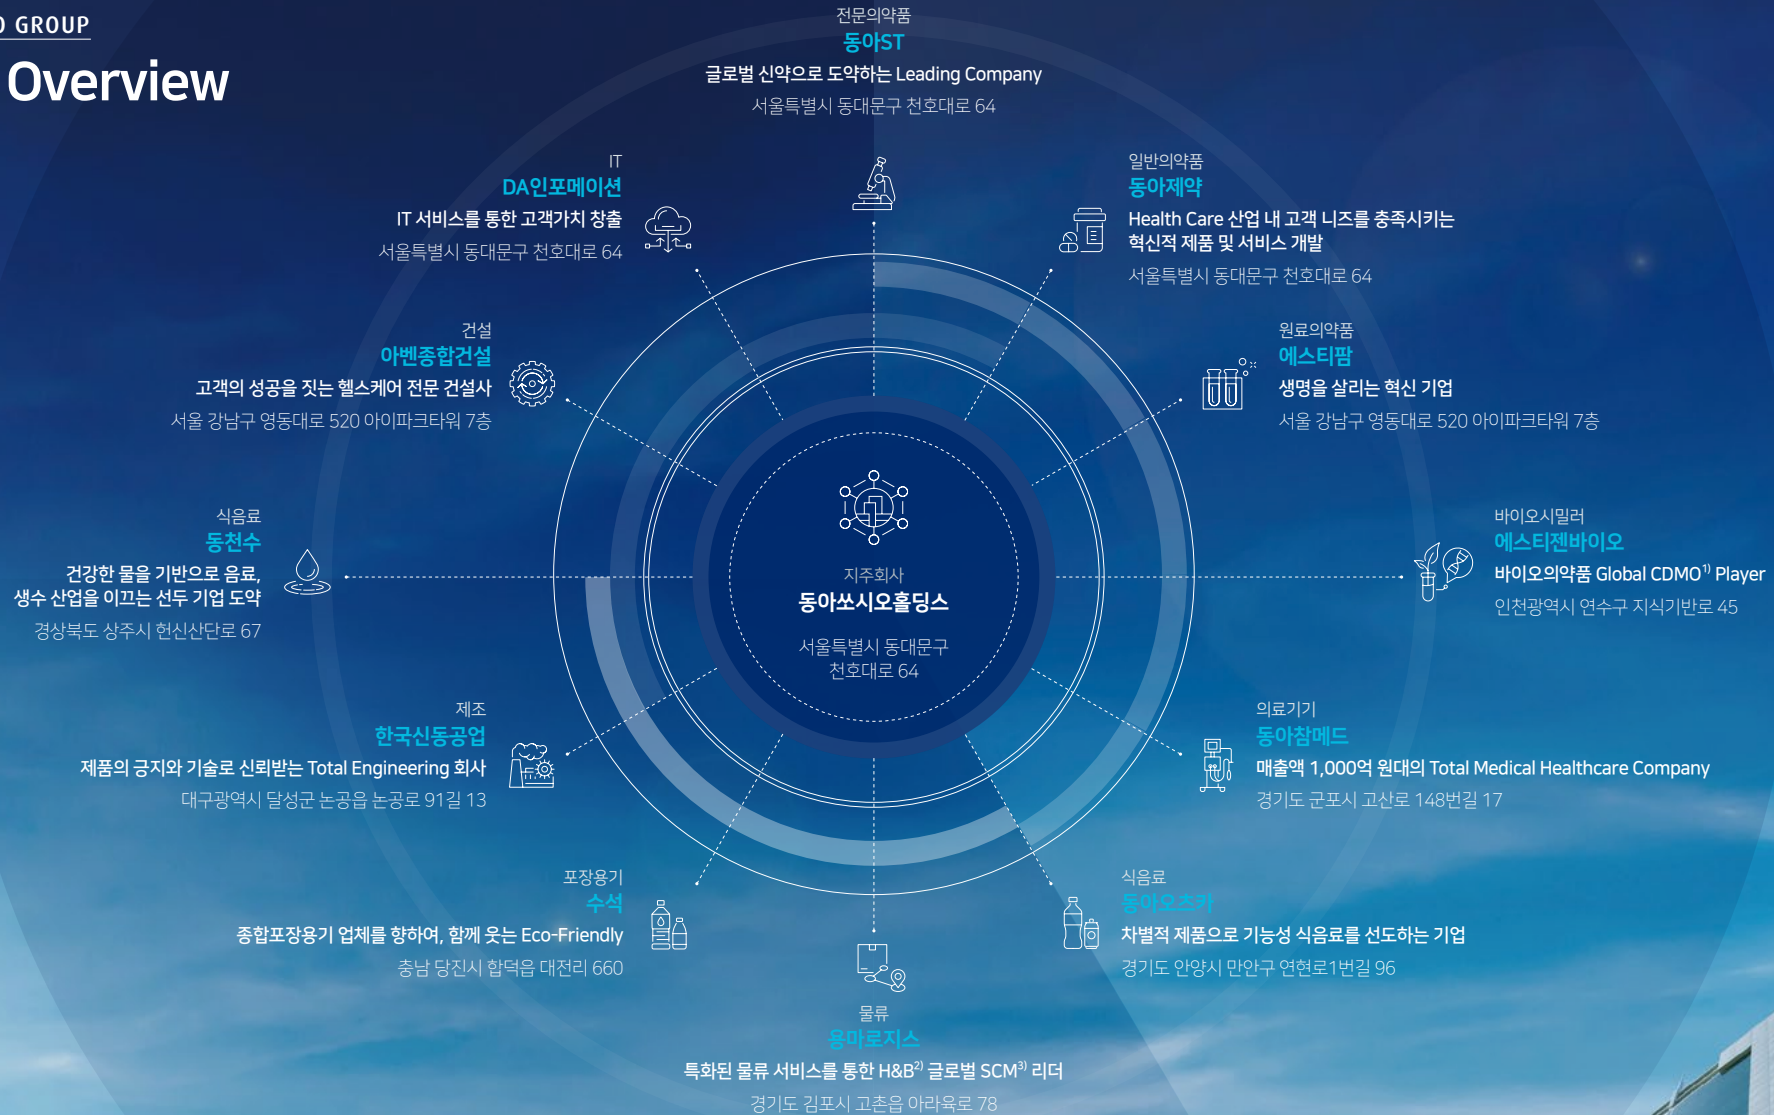 GROUP
Overview
전문의약품
동아ST
글로벌 신약으로 도약하는 Leading Company
서울특별시 동대문구 천호대로 64
IT
DA인포메이션
IT 서비스를 통한 고객가치 창출
서울특별시 동대문구 천호대로 64
일반의약품
동아제약
Health Care 산업 내 고객 니즈를 충족시키는
혁신적 제품 및 서비스 개발
서울특별시 동대문구 천호대로 64
건설
아벤종합건설
고객의 성공을 짓는 헬스케어 전문 건설사
서울 강남구 영동대로 520 아이파크타워 7층
원료의약품
에스티팜
생명을 살리는 혁신 기업
서울 강남구 영동대로 520 아이파크타워 7층
식음료
동천수
건강한 물을 기반으로 음료,
생수 산업을 이끄는 선두 기업 도약
경상북도 상주시 헌신산단로 67
지주회사
동아쏘시오홀딩스
서울특별시 동대문구
천호대로 64
바이오시밀러
에스티젠바이오
바이오의약품 Global CDMO1) Player
인천광역시 연수구 지식기반로 45
제조
한국신동공업
제품의 긍지와 기술로 신뢰받는 Total Engineering 회사
대구광역시 달성군 논공읍 논공로 91길 13
의료기기
동아참메드
매출액 1,000억 원대의 Total Medical Healthcare Company
경기도 군포시 고산로 148번길 17
포장용기
수석
종합포장용기 업체를 향하여, 함께 웃는 Eco-Friendly
충남 당진시 합덕읍 대전리 660
식음료
동아오츠카
차별적 제품으로 기능성 식음료를 선도하는 기업
경기도 안양시 만안구 연현로1번길 96
물류
용마로지스
특화된 물류 서비스를 통한 H&B2) 글로벌 SCM3) 리더
경기도 김포시 고촌읍 아라육로 78